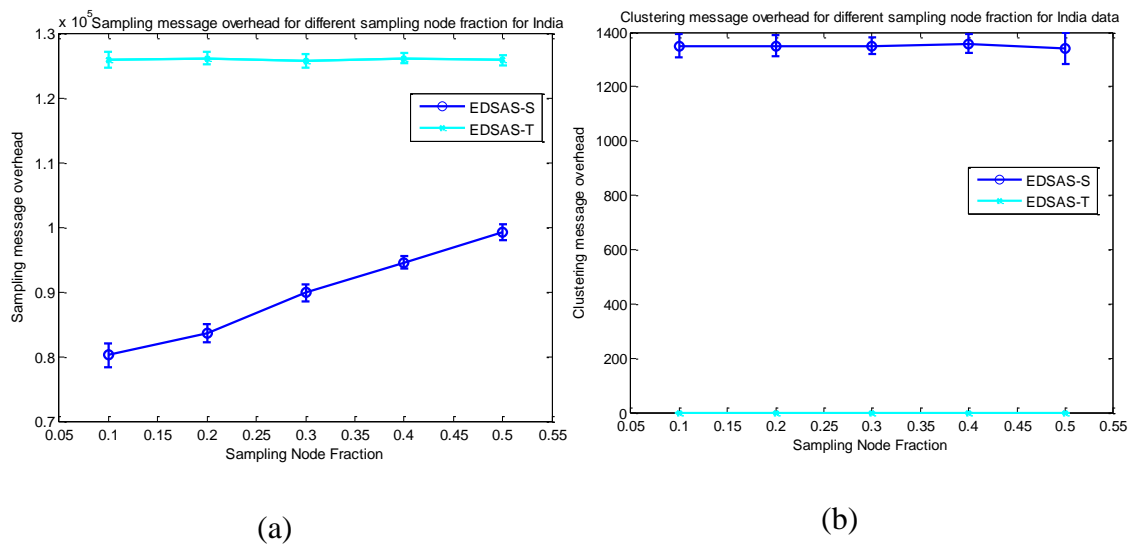 x 10^5 Sampling message overhead for different sampling node fraction for India
1.3
1.2
1.1
1
0.9
0.8
0.7
Sampling message overhead
EDSAS-S
EDSAS-T
0.05 0.1 0.15 0.2 0.25 0.3 0.35 0.4 0.45 0.5 0.55
Sampling Node Fraction
(a)
Clustering message overhead for different sampling node fraction for India data
1400
1200
1000
800
600
400
200
0
Clustering message overhead
EDSAS-S
EDSAS-T
0.05 0.1 0.15 0.2 0.25 0.3 0.35 0.4 0.45 0.5 0.55
Sampling Node Fraction
(b)